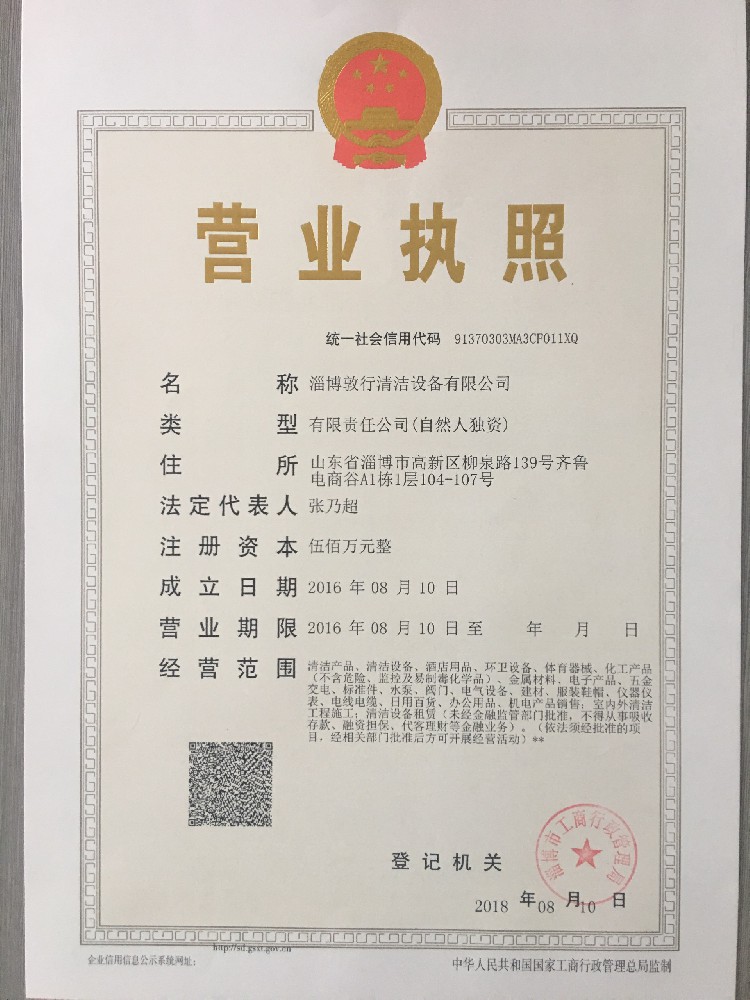 营业执照
统一社会信用代码 91370303MA3CF011XQ
名称 淄博敦行清洁设备有限公司
类型 有限责任公司(自然人独资)
住所 山东省淄博市高新区柳泉路139号齐鲁
电商谷A1栋1层104-107号
法定代表人 张乃超
注册资本 伍佰万元整
成立日期 2016 年 08 月 10 日
营业期限 2016 年 08 月 10 日 至 年 月 日
经营范围 清洁产品、清洁设备、酒店用品、环卫设备、体育器械、化工产品
（不含危险、监控及易制毒化学品）、金属材料、电子产品、五金
交电、标准件、水泵、阀门、电气设备、建材、服装鞋帽、仪器仪
表、电线电缆、日用百货、办公用品、机电产品销售；室内外清洁
工程施工；清洁设备租赁（未经金融监管部门批准，不得从事吸收
存款、融资担保、代客理财等金融业务）。（依法须经批准的项
目，经相关部门批准后方可开展经营活动）**
淄博市工商行政管理局
登记机关
2018 年 08 月 10 日
http://sd.gsxt.gov.cn
企业信用信息公示系统网址：
中华人民共和国国家工商行政管理总局监制